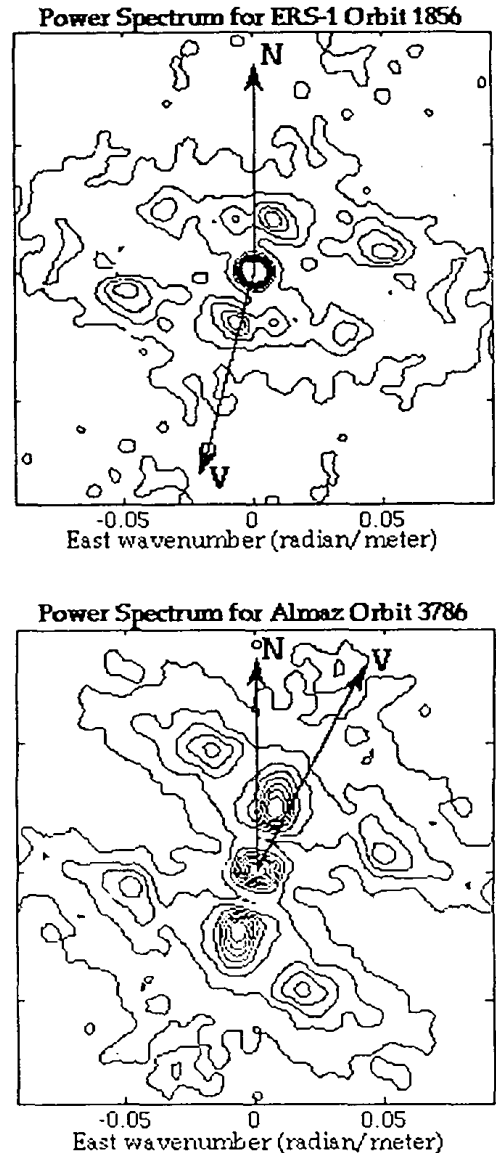 Power Spectrum for ERS-1 Orbit 1856
N
V
-0.05 0 0.05
East wavenumber (radian/meter)
Power Spectrum for Almaz Orbit 3786
N V
-0.05 0 0.05
East wavenumber (radian/meter)